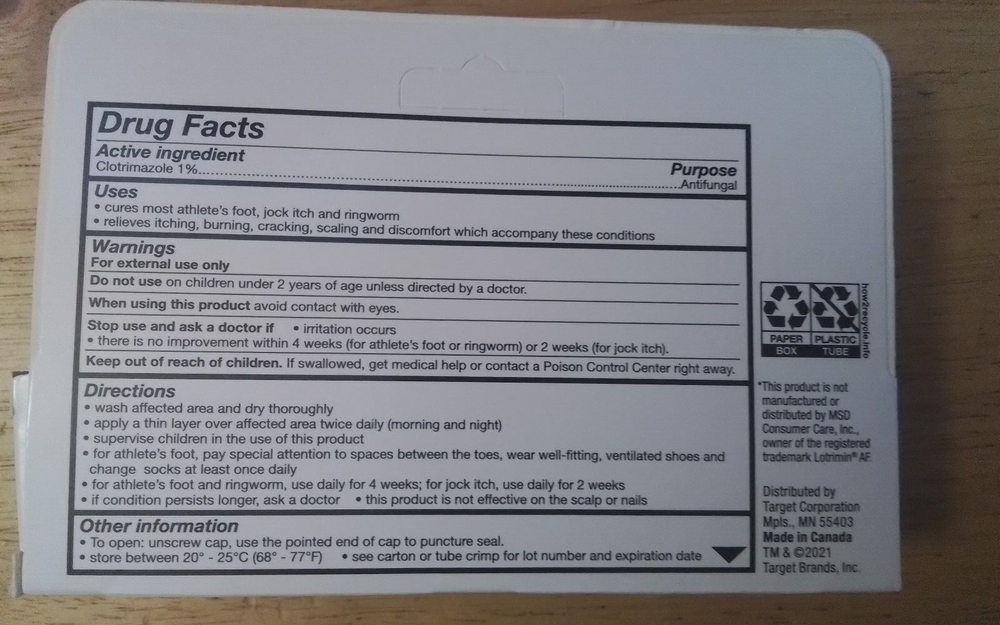 Drug Facts
Active ingredient
Purpose
Clotrimazole 1%..........Antifungal
Uses
• cures most athlete's foot, jock itch and ringworm
• relieves itching, burning, cracking, scaling and discomfort which accompany these conditions
Warnings
For external use only
Do not use on children under 2 years of age unless directed by a doctor.
When using this product avoid contact with eyes.
Stop use and ask a doctor if • irritation occurs
• there is no improvement within 4 weeks (for athlete's foot or ringworm) or 2 weeks (for jock itch).
Keep out of reach of children. If swallowed, get medical help or contact a Poison Control Center right away.
Directions
• wash affected area and dry thoroughly
• apply a thin layer over affected area twice daily (morning and night)
• supervise children in the use of this product
• for athlete's foot, pay special attention to spaces between the toes, wear well-fitting, ventilated shoes and
change socks at least once daily
• for athlete's foot and ringworm, use daily for 4 weeks; for jock itch, use daily for 2 weeks
• if condition persists longer, ask a doctor • this product is not effective on the scalp or nails
Other information
• To open: unscrew cap, use the pointed end of cap to puncture seal.
• store between 20° - 25°C (68° - 77°F) • see carton or tube crimp for lot number and expiration date
PAPER PLASTIC
BOX TUBE
how2recycle.info
*This product is not
manufactured or
distributed by MSD
Consumer Care, Inc.,
owner of the registered
trademark Lotrimin® AF.
Distributed by
Target Corporation
Mpls., MN 55403
Made in Canada
TM & ©2021
Target Brands, Inc.